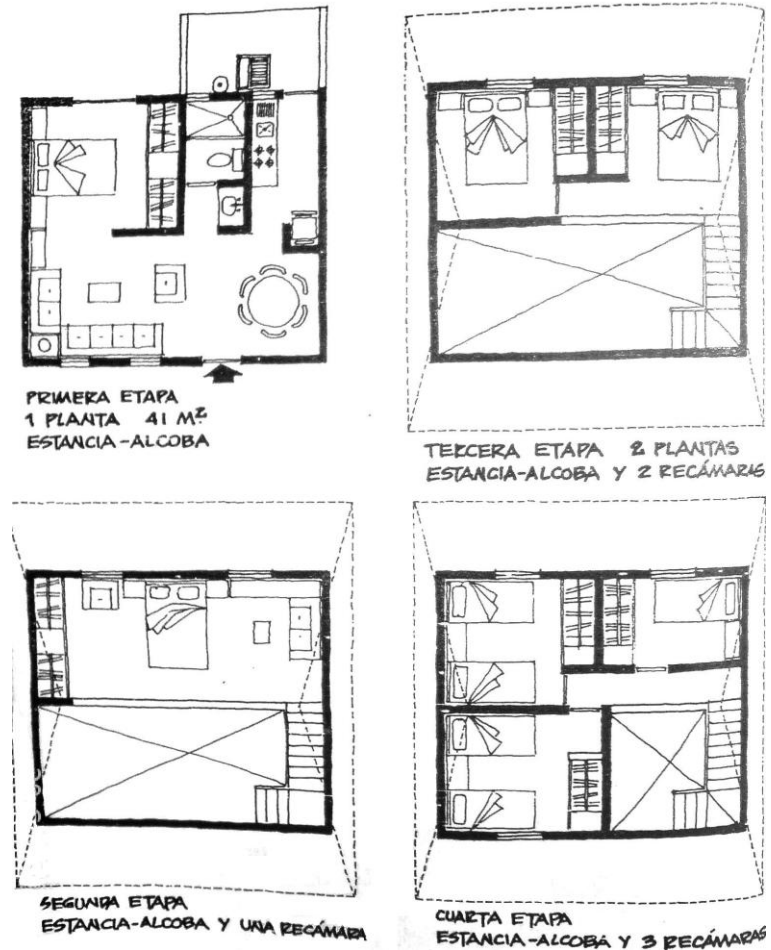 PRIMERA ETAPA
1 PLANTA 41 M2
ESTANCIA-ALCOBA
TERCERA ETAPA 2 PLANTAS
ESTANCIA-ALCOBA Y 2 RECÁMARAS
SEGUNDA ETAPA
ESTANCIA-ALCOBA Y UNA RECÁMARA
CUARTA ETAPA
ESTANCIA-ALCOBA Y 3 RECÁMARAS